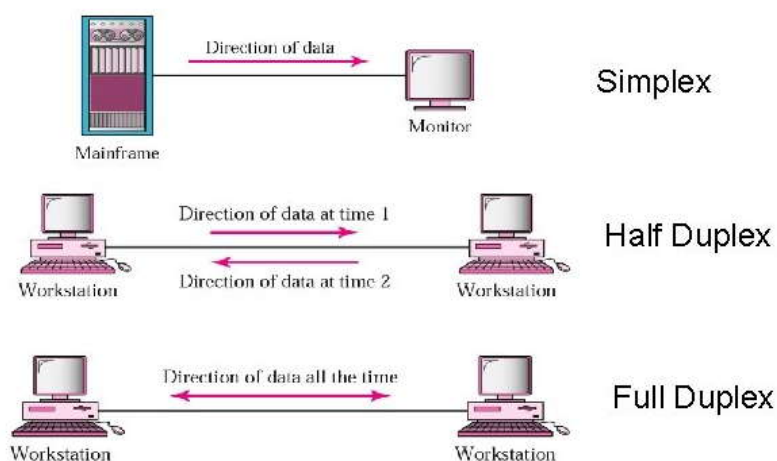 Direction of data
Simplex
Monitor
Mainframe
Direction of data at time 1
Half Duplex
Direction of data at time 2
Workstation
Workstation
Direction of data all the time
Full Duplex
Workstation
Workstation